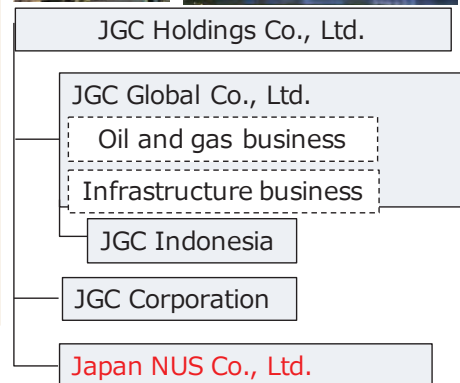 JGC Holdings Co., Ltd.
JGC Global Co., Ltd.
Oil and gas business
Infrastructure business
JGC Indonesia
JGC Corporation
Japan NUS Co., Ltd.